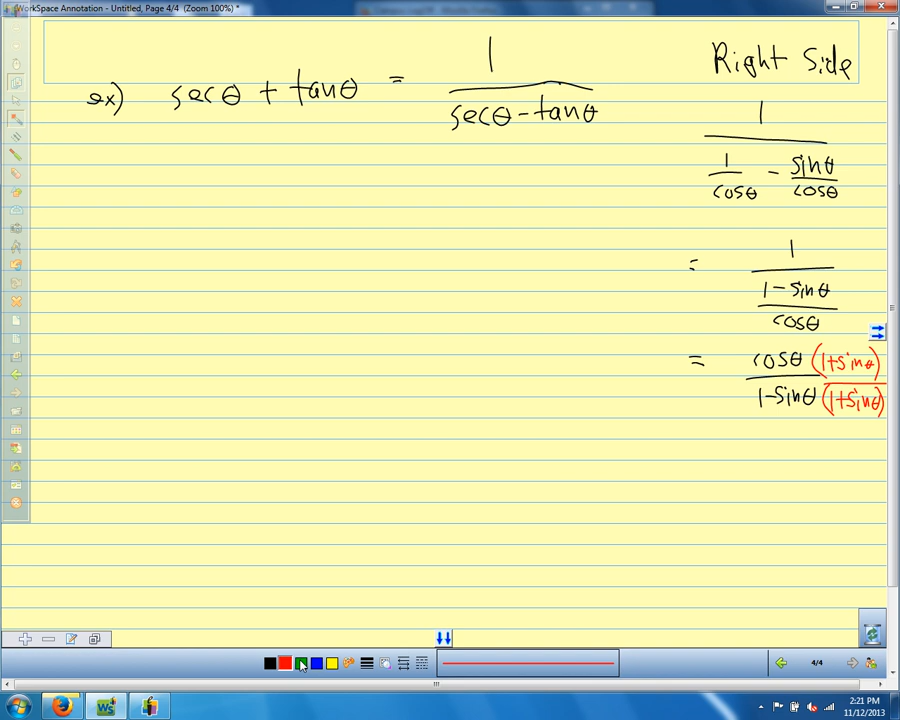 WorkSpace Annotation - Untitled, Page 4/4 (Zoom 100%) *
ex) secθ + tanθ = 1 / (secθ - tanθ)
Right Side
1 / (1/cosθ - sinθ/cosθ)
= 1 / ((1 - sinθ)/cosθ)
= cosθ (1+sinθ) / 1-sinθ (1+sinθ)
4/4
2:21 PM
11/12/2013